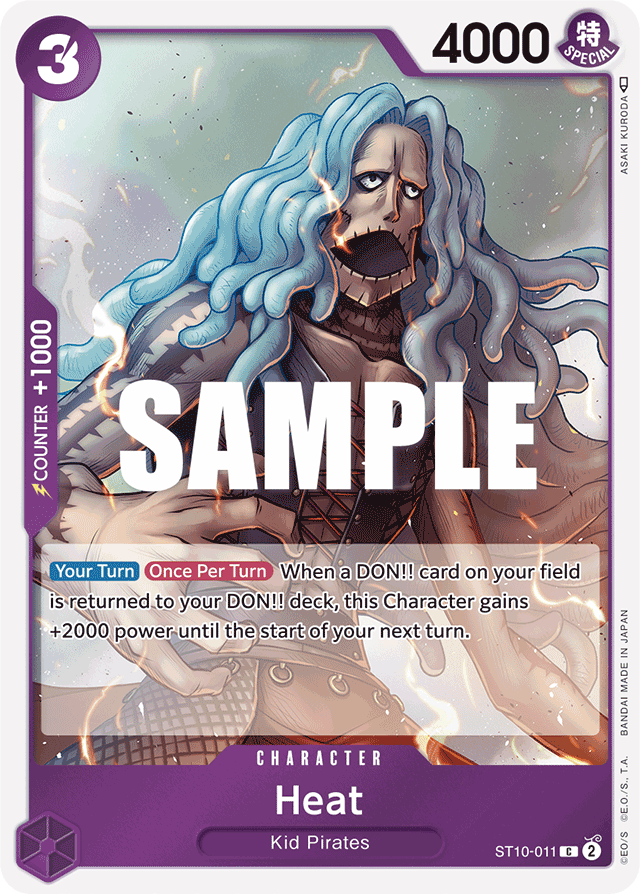 3
4000
特
SPECIAL
ASAKI KURODA
COUNTER +1000
SAMPLE
Your Turn Once Per Turn When a DON!! card on your field
is returned to your DON!! deck, this Character gains
+2000 power until the start of your next turn.
CHARACTER
Heat
Kid Pirates
ST10-011 C 2
©E.O/S ©E.O./S., T.A. BANDAI MADE IN JAPAN